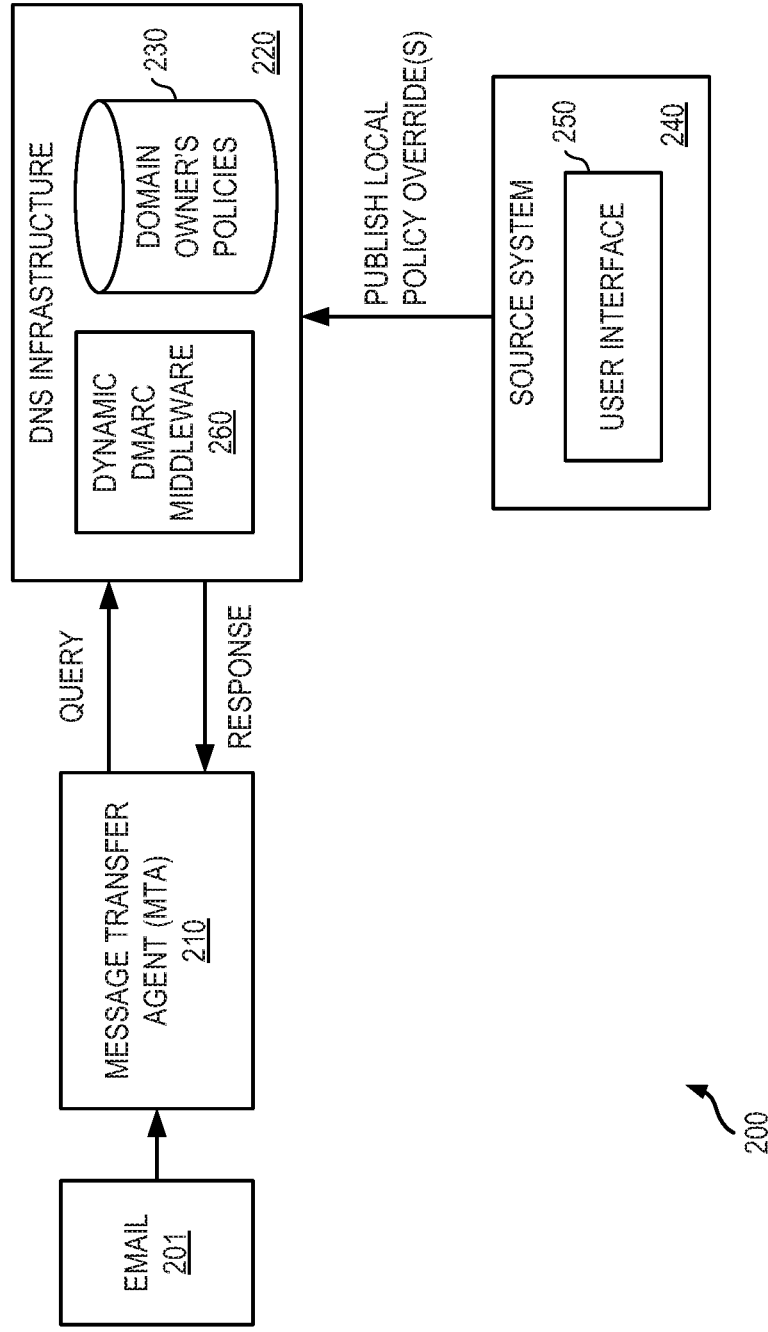 EMAIL
201
MESSAGE TRANSFER
AGENT (MTA)
210
QUERY
RESPONSE
DNS INFRASTRUCTURE
DYNAMIC
DMARC
MIDDLEWARE
260
DOMAIN
OWNER'S
POLICIES
230
220
PUBLISH LOCAL
POLICY OVERRIDE(S)
SOURCE SYSTEM
USER INTERFACE
250
240
200